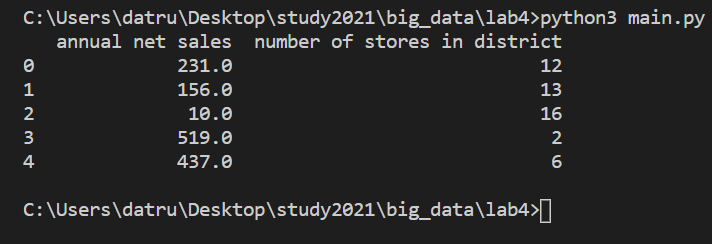 C:\Users\datru\Desktop\study2021\big_data\lab4>python3 main.py
   annual net sales  number of stores in district
0             231.0                            12
1             156.0                            13
2              10.0                            16
3             519.0                             2
4             437.0                             6
C:\Users\datru\Desktop\study2021\big_data\lab4>